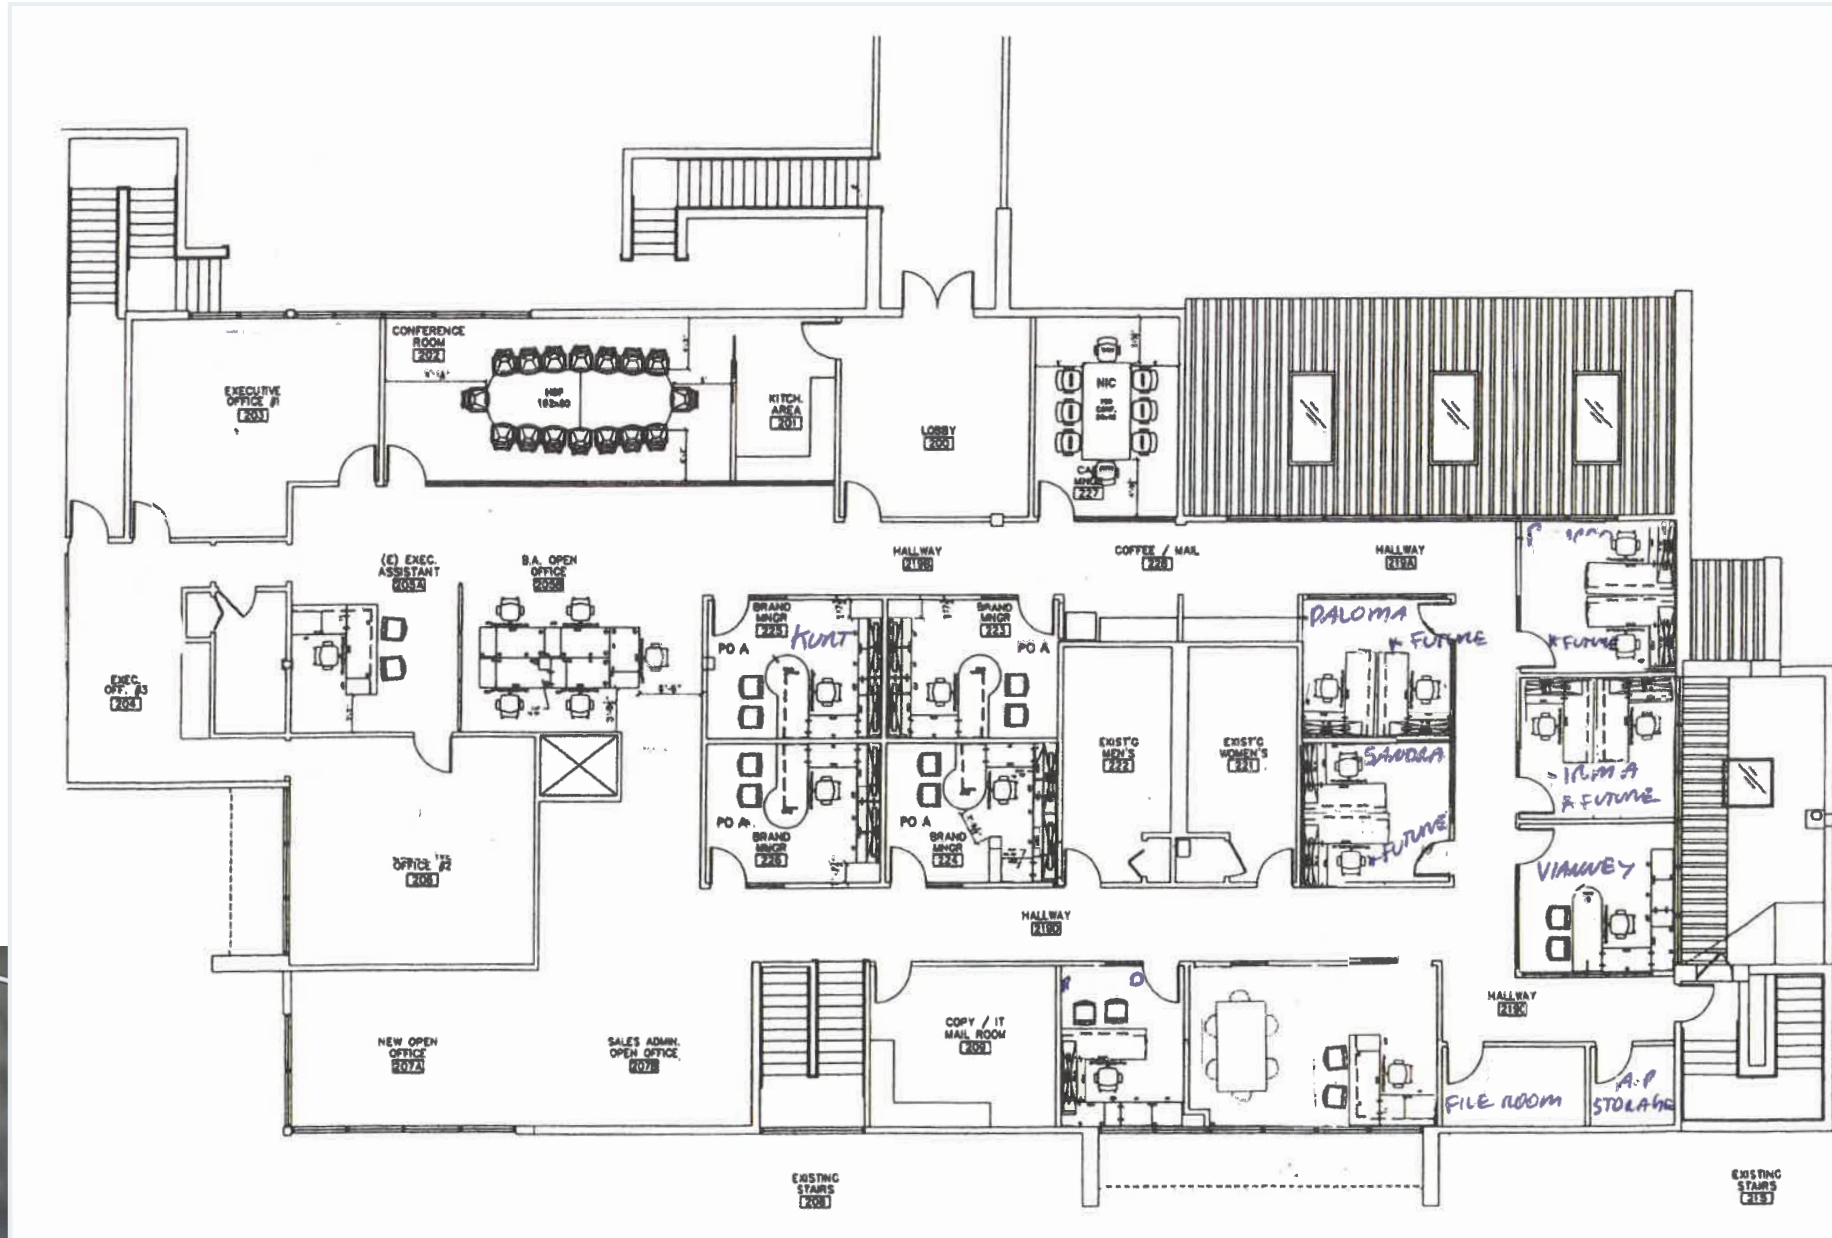 CONFERENCE
ROOM
202
EXECUTIVE
OFFICE #1
203
KITCH.
AREA
201
LOBBY
200
NIC
MNGR
227
(E) EXEC.
ASSISTANT
205A
B.A. OPEN
OFFICE
205B
HALLWAY
219B
COFFEE / MAIL
228
HALLWAY
219A
BRAND
MNGR
225
KURT
PO A
BRAND
MNGR
223
PO A
PALOMA
* FUTURE
* FUTURE
EXEC.
OFF. #3
204
EXIST'G
MEN'S
222
EXIST'G
WOMEN'S
221
SANDRA
* FUTURE
IRMA
* FUTURE
PO A
BRAND
MNGR
226
PO A
BRAND
MNGR
224
OFFICE #2
206
VIANNEY
HALLWAY
219D
HALLWAY
219C
NEW OPEN
OFFICE
207A
SALES ADMIN.
OPEN OFFICE
207B
COPY / IT
MAIL ROOM
209
FILE ROOM
A.P
STORAGE
EXISTING
STAIRS
208
EXISTING
STAIRS